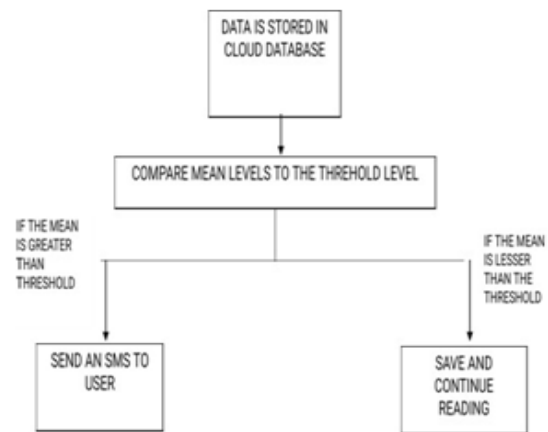 DATA IS STORED IN
CLOUD DATABASE
COMPARE MEAN LEVELS TO THE THREHOLD LEVEL
IF THE MEAN
IS GREATER
THAN
THRESHOLD
IF THE MEAN
IS LESSER
THAN THE
THRESHOLD
SEND AN SMS TO
USER
SAVE AND
CONTINUE
READING